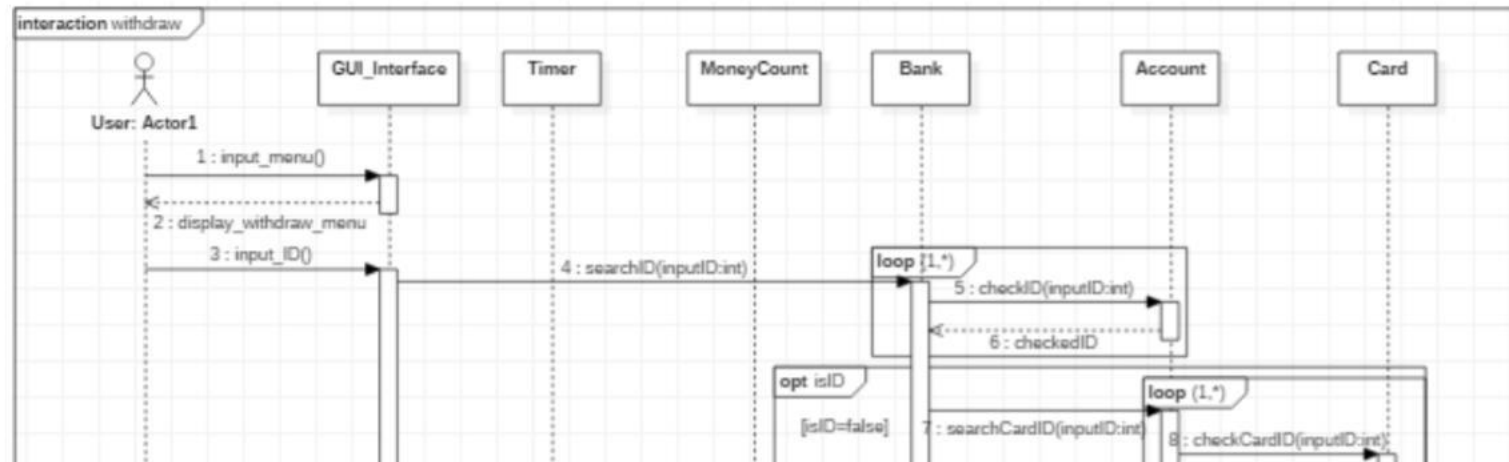 interaction withdraw
User: Actor1
GUI_Interface
Timer
MoneyCount
Bank
Account
Card
1 : input_menu()
2 : display_withdraw_menu
3 : input_ID()
4 : searchID(inputID:int)
loop (1,*)
5 : checkID(inputID:int)
6 : checkedID
opt isID
[isID=false]
loop (1,*)
7 : searchCardID(inputID:int)
8 : checkCardID(inputID:int)